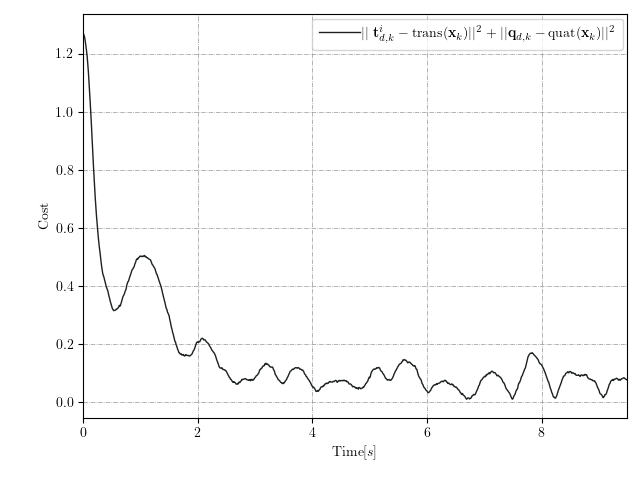 || t^i_{d,k} − trans(x_k)||² + ||q_{d,k} − quat(x_k)||²
1.2
1.0
0.8
0.6
0.4
0.2
0.0
Cost
0 2 4 6 8
Time[s]